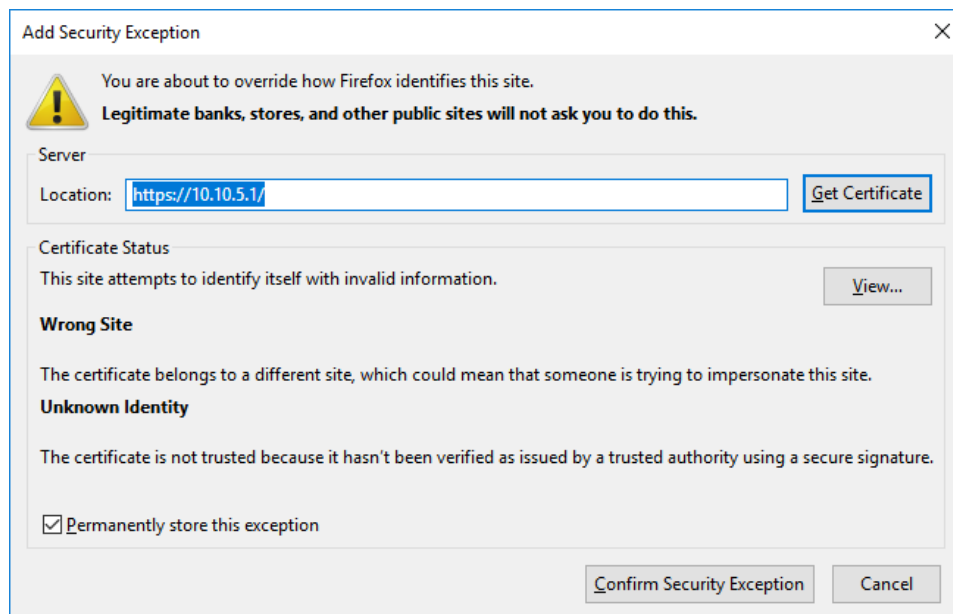 Add Security Exception
You are about to override how Firefox identifies this site.
Legitimate banks, stores, and other public sites will not ask you to do this.
Server
Location: https://10.10.5.1/ Get Certificate
Certificate Status
This site attempts to identify itself with invalid information.
View...
Wrong Site
The certificate belongs to a different site, which could mean that someone is trying to impersonate this site.
Unknown Identity
The certificate is not trusted because it hasn’t been verified as issued by a trusted authority using a secure signature.
Permanently store this exception
Confirm Security Exception Cancel